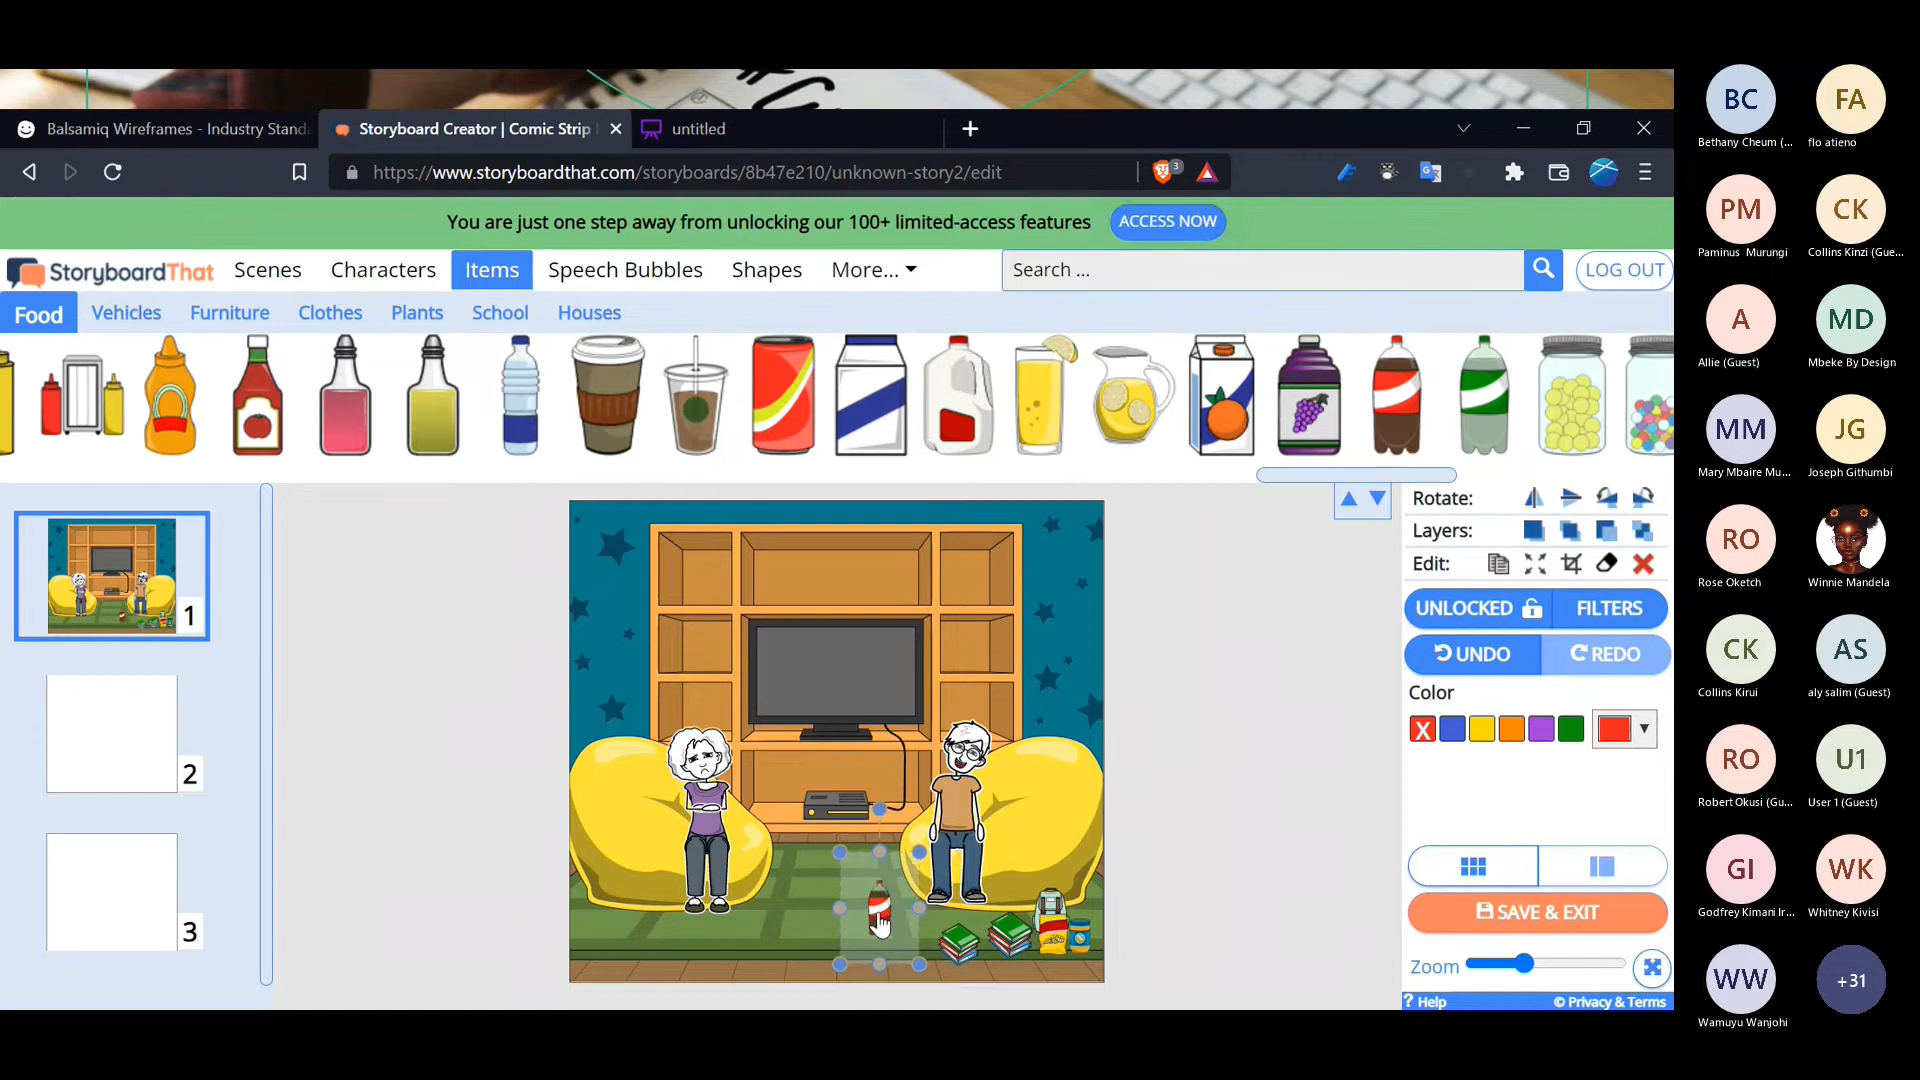 Balsamiq Wireframes - Industry Stand
Storyboard Creator | Comic Strip
untitled
https://www.storyboardthat.com/storyboards/8b47e210/unknown-story2/edit
3
You are just one step away from unlocking our 100+ limited-access features
ACCESS NOW
StoryboardThat
Scenes
Characters
Items
Speech Bubbles
Shapes
More...
Search ...
LOG OUT
Food
Vehicles
Furniture
Clothes
Plants
School
Houses
1
2
3
Rotate:
Layers:
Edit:
UNLOCKED
FILTERS
UNDO
REDO
Color
X
SAVE & EXIT
Zoom
? Help
© Privacy & Terms
BC
Bethany Cheum (...
FA
flo atieno
PM
Paminus Murungi
CK
Collins Kinzi (Gue...
A
Allie (Guest)
MD
Mbeke By Design
MM
Mary Mbaire Mu...
JG
Joseph Githumbi
RO
Rose Oketch
Winnie Mandela
CK
Collins Kirui
AS
aly salim (Guest)
RO
Robert Okusi (Gu...
U1
User 1 (Guest)
GI
Godfrey Kimani Ir...
WK
Whitney Kivisi
WW
Wamuyu Wanjohi
+31